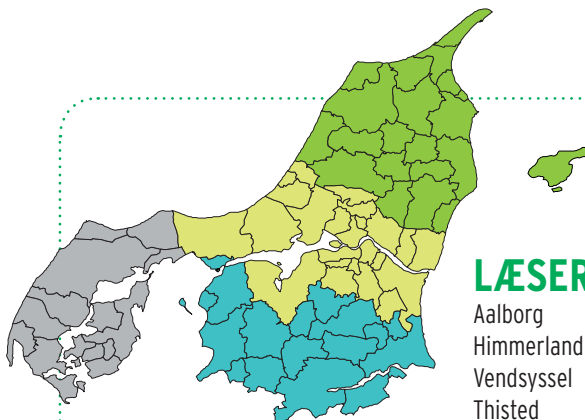 LÆSER
Aalborg
Himmerland
Vendsyssel
Thisted